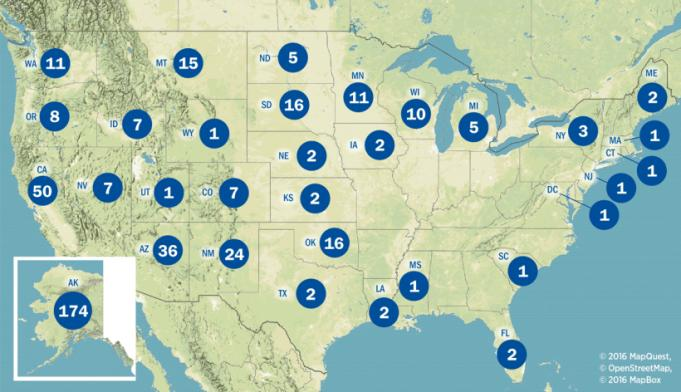 WA 11
MT 15
ND 5
MN 11
WI 10
MI 5
ME 2
OR 8
ID 7
WY 1
SD 16
IA 2
NY 3
MA 1
CT 1
NJ 1
DC 1
CA 50
NV 7
UT 1
CO 7
NE 2
KS 2
AZ 36
NM 24
OK 16
TX 2
LA 2
MS 1
SC 1
FL 2
AK 174
© 2016 MapQuest,
© OpenStreetMap,
© 2016 MapBox